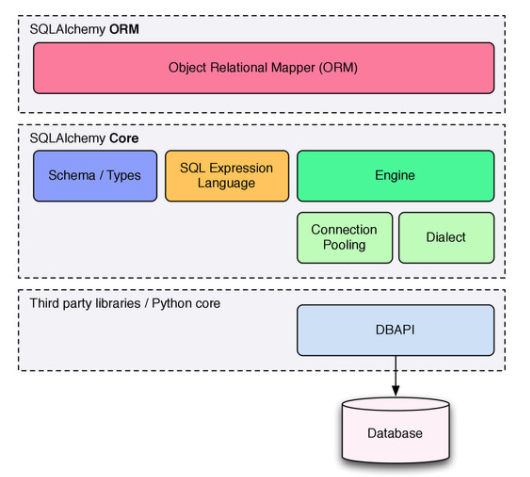 SQLAlchemy ORM
Object Relational Mapper (ORM)
SQLAlchemy Core
Schema / Types
SQL Expression
Language
Engine
Connection
Pooling
Dialect
Third party libraries / Python core
DBAPI
Database